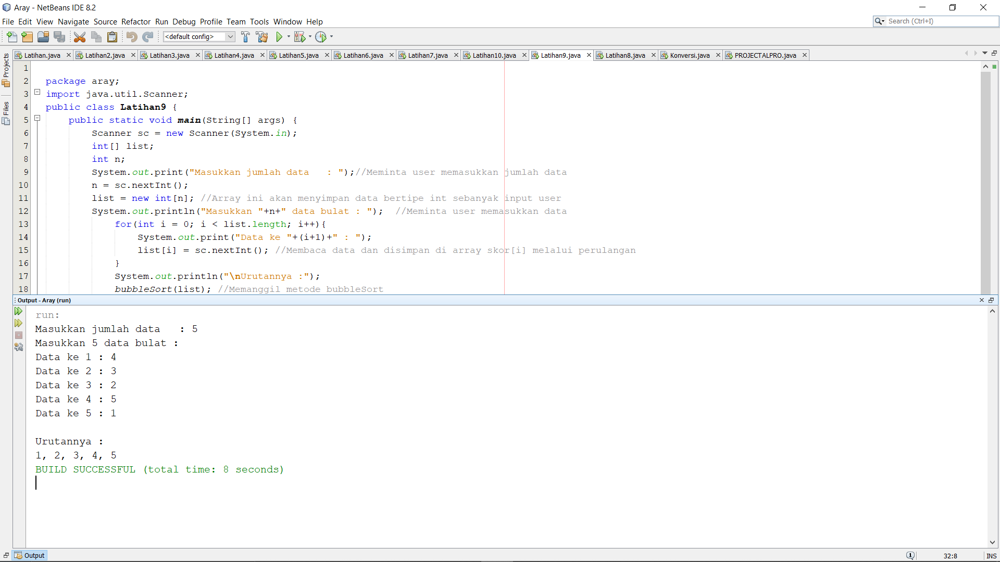 Aray - NetBeans IDE 8.2
File Edit View Navigate Source Refactor Run Debug Profile Team Tools Window Help
Search (Ctrl+I)
<default config>
Projects
Files
Latihan.java Latihan2.java Latihan3.java Latihan4.java Latihan5.java Latihan6.java Latihan7.java Latihan10.java Latihan9.java Latihan8.java Konversi.java PROJECTALPRO.java
1
2 package aray;
3 import java.util.Scanner;
4 public class Latihan9 {
5 public static void main(String[] args) {
6 Scanner sc = new Scanner(System.in);
7 int[] list;
8 int n;
9 System.out.print("Masukkan jumlah data   : ");//Meminta user memasukkan jumlah data
10 n = sc.nextInt();
11 list = new int[n]; //Array ini akan menyimpan data bertipe int sebanyak input user
12 System.out.println("Masukkan "+n+" data bulat : ");  //Meminta user memasukkan data
13 for(int i = 0; i < list.length; i++){
14 System.out.print("Data ke "+(i+1)+" : ");
15 list[i] = sc.nextInt(); //Membaca data dan disimpan di array skor[i] melalui perulangan
16 }
17 System.out.println("\nUrutannya :");
18 bubbleSort(list); //Memanggil metode bubbleSort
Output - Aray (run)
run:
Masukkan jumlah data   : 5
Masukkan 5 data bulat :
Data ke 1 : 4
Data ke 2 : 3
Data ke 3 : 2
Data ke 4 : 5
Data ke 5 : 1
Urutannya :
1, 2, 3, 4, 5
BUILD SUCCESSFUL (total time: 8 seconds)
Output
1
32:8
INS